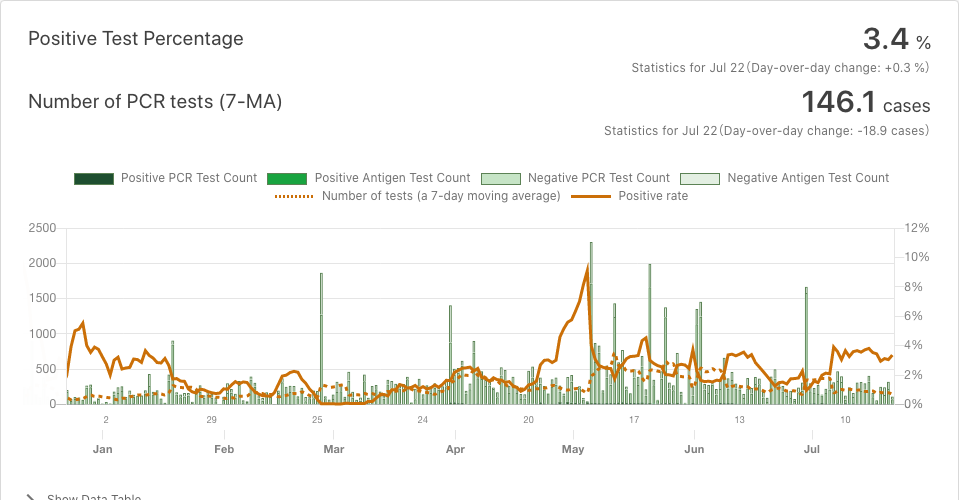 Positive Test Percentage
3.4 %
Statistics for Jul 22(Day-over-day change: +0.3 %)
Number of PCR tests (7-MA)
146.1 cases
Statistics for Jul 22(Day-over-day change: -18.9 cases)
Positive PCR Test Count Positive Antigen Test Count Negative PCR Test Count Negative Antigen Test Count
Number of tests (a 7-day moving average) Positive rate
2500 12%
2000 10%
1500 8%
1000 6%
500 4%
0 2%
0%
2 29 25 24 20 17 13 10
Jan Feb Mar Apr May Jun Jul
Show Data Table